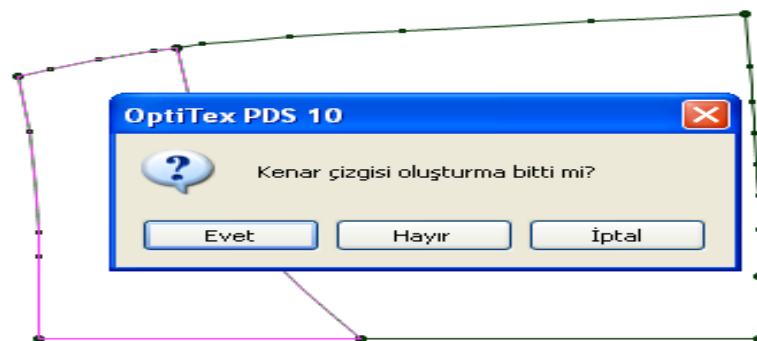 OptiTex PDS 10
Kenar çizgisi oluşturma bitti mi?
Evet Hayır İptal